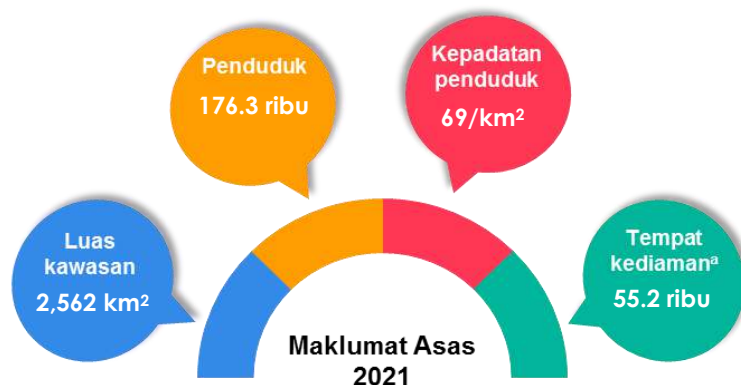 Penduduk
176.3 ribu
Kepadatan
penduduk
69/km²
Luas
kawasan
2,562 km²
Tempat
kediamanª
55.2 ribu
Maklumat Asas
2021